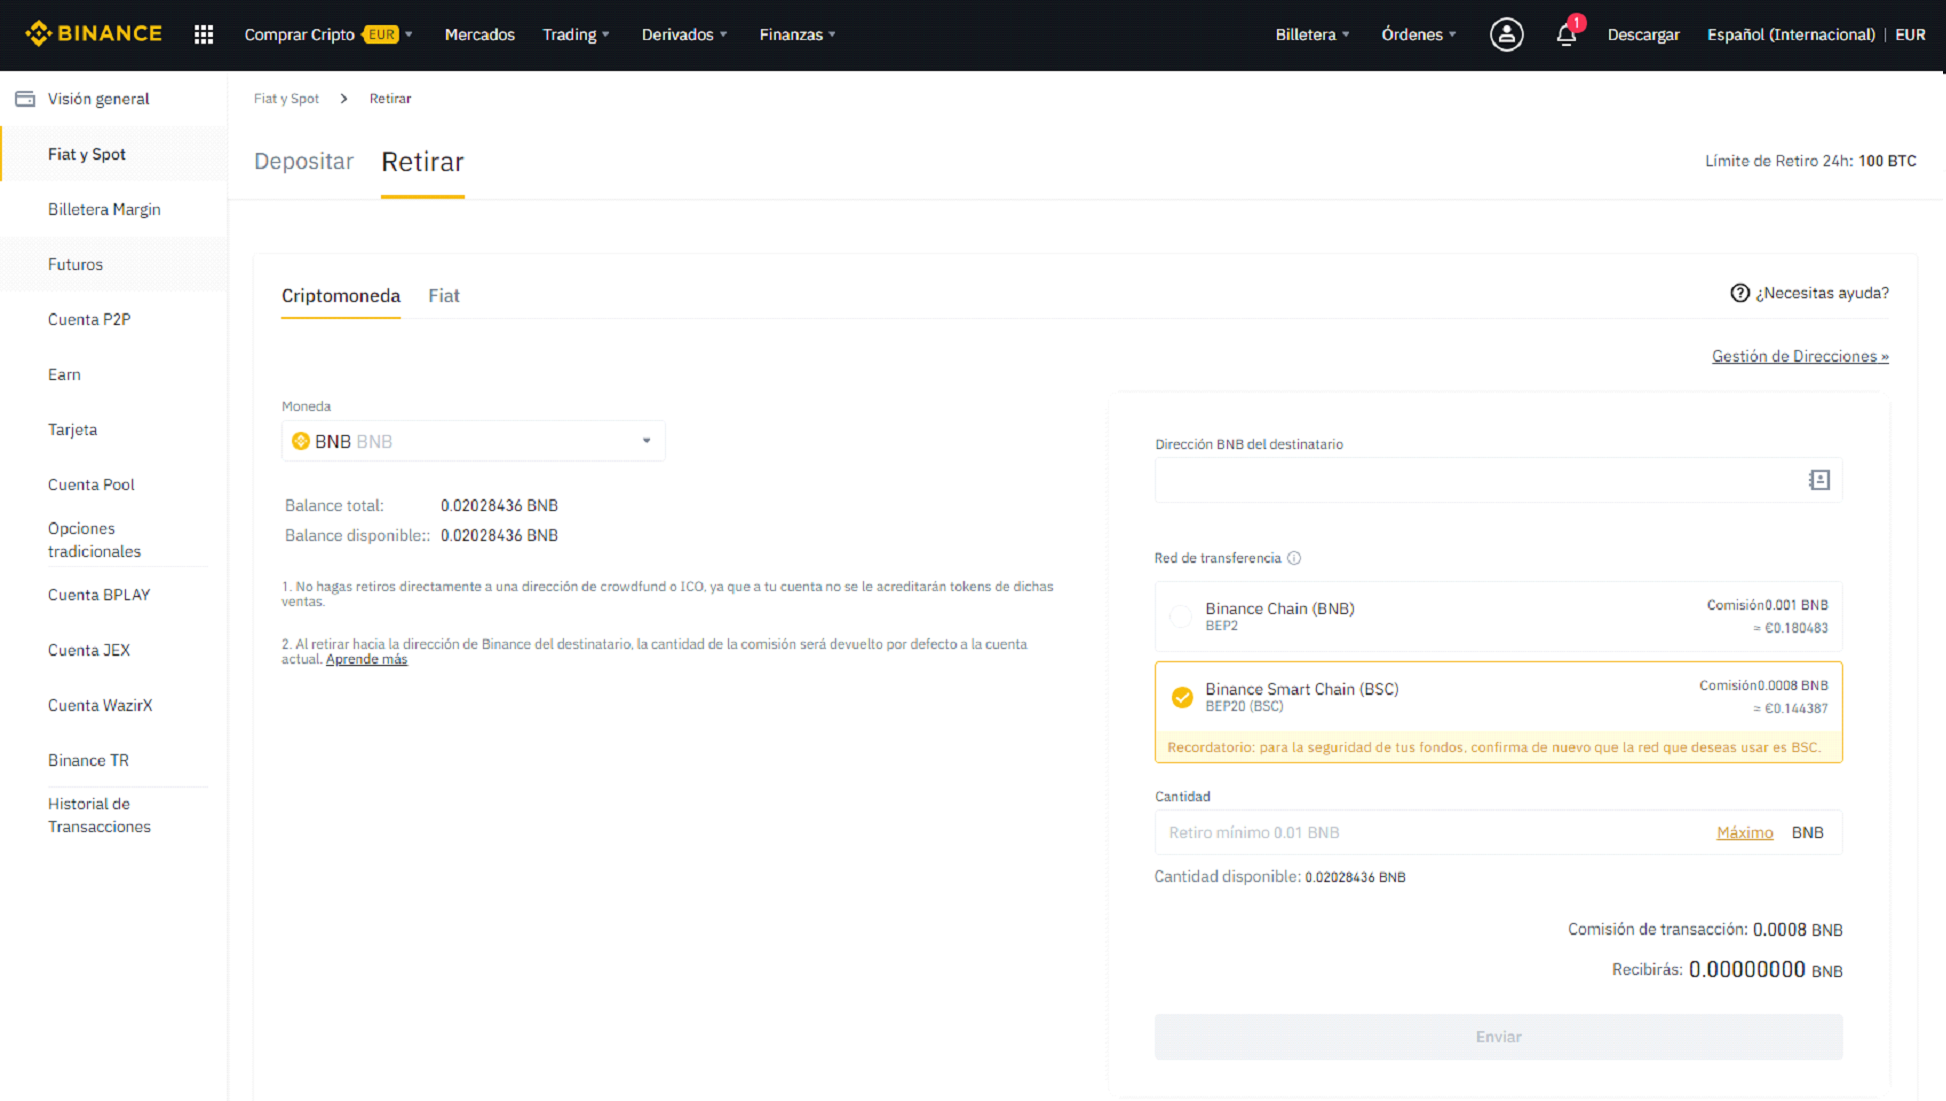 BINANCE
Comprar Cripto EUR
Mercados
Trading
Derivados
Finanzas
Billetera
Órdenes
1
Descargar
Español (Internacional) | EUR
Visión general
Fiat y Spot
Billetera Margin
Futuros
Cuenta P2P
Earn
Tarjeta
Cuenta Pool
Opciones
tradicionales
Cuenta BPLAY
Cuenta JEX
Cuenta WazirX
Binance TR
Historial de
Transacciones
Fiat y Spot > Retirar
Depositar Retirar
Límite de Retiro 24h: 100 BTC
Criptomoneda Fiat
¿Necesitas ayuda?
Gestión de Direcciones »
Moneda
BNB BNB
Balance total: 0.02028436 BNB
Balance disponible:: 0.02028436 BNB
1. No hagas retiros directamente a una dirección de crowdfund o ICO, ya que a tu cuenta no se le acreditarán tokens de dichas
ventas.
2. Al retirar hacia la dirección de Binance del destinatario, la cantidad de la comisión será devuelto por defecto a la cuenta
actual. Aprende más
Dirección BNB del destinatario
Red de transferencia
Binance Chain (BNB)
BEP2
Comisión0.001 BNB
≈ €0.180483
Binance Smart Chain (BSC)
BEP20 (BSC)
Comisión0.0008 BNB
≈ €0.144387
Recordatorio: para la seguridad de tus fondos, confirma de nuevo que la red que deseas usar es BSC.
Cantidad
Retiro mínimo 0.01 BNB
Máximo BNB
Cantidad disponible: 0.02028436 BNB
Comisión de transacción: 0.0008 BNB
Recibirás: 0.00000000 BNB
Enviar